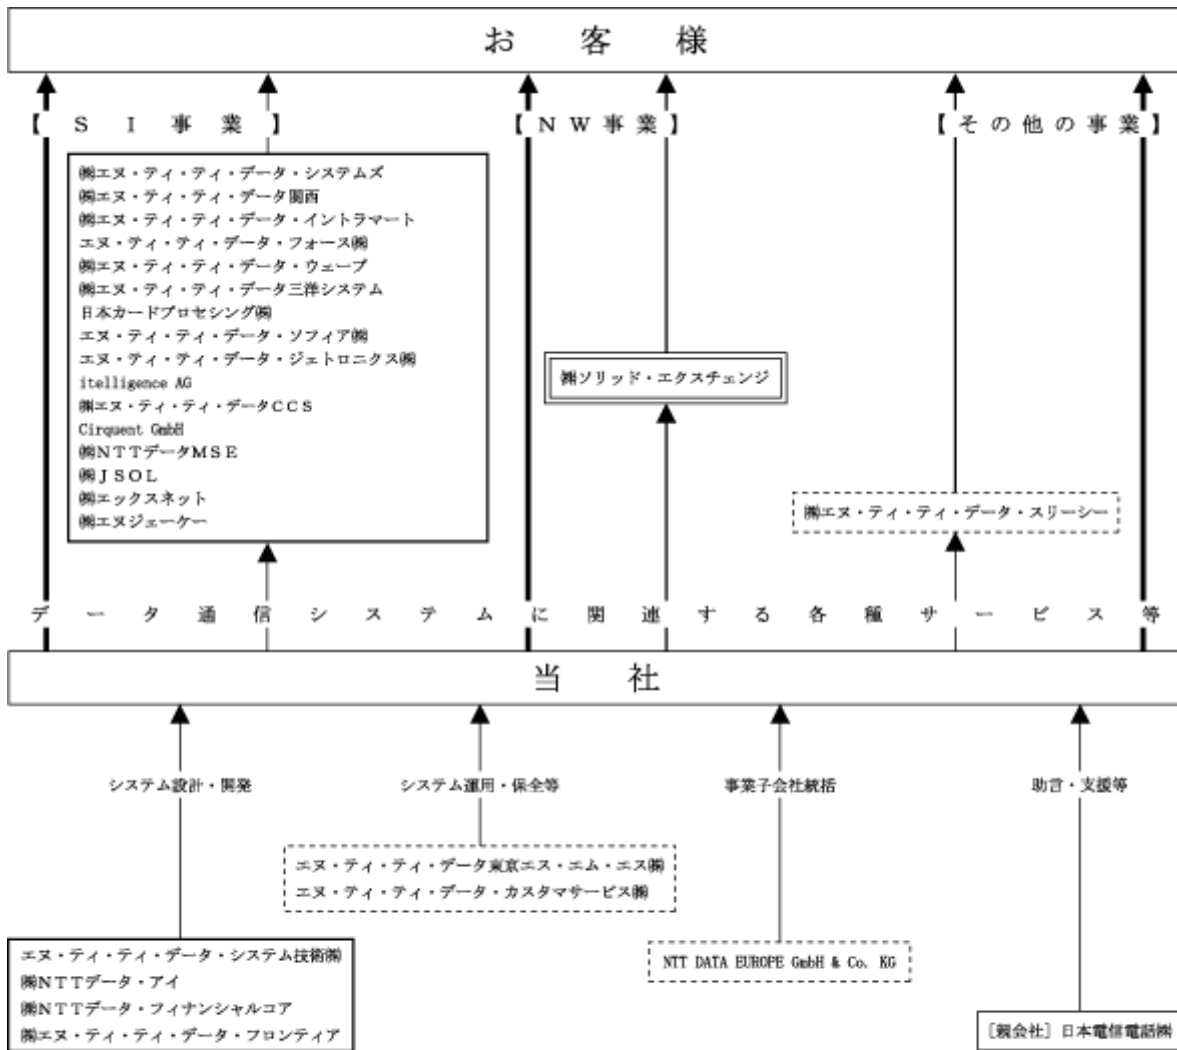 お客様
【SI事業】
【NW事業】
【その他の事業】
㈱エヌ・ティ・ティ・データ・システムズ
㈱エヌ・ティ・ティ・データ関西
㈱エヌ・ティ・ティ・データ・イントラマート
エヌ・ティ・ティ・データ・フォース㈱
㈱エヌ・ティ・ティ・データ・ウェーブ
㈱エヌ・ティ・ティ・データ三洋システム
日本カードプロセシング㈱
エヌ・ティ・ティ・データ・ソフィア㈱
エヌ・ティ・ティ・データ・ジェトロニクス㈱
itelligence AG
㈱エヌ・ティ・ティ・データCCS
Cirquent GmbH
㈱NTTデータMSE
㈱JSOL
㈱エックスネット
㈱エヌジェーケー
㈱ソリッド・エクスチェンジ
㈱エヌ・ティ・ティ・データ・スリーシー
データ通信システムに関連する各種サービス等
当社
システム設計・開発
システム運用・保全等
事業子会社統括
助言・支援等
エヌ・ティ・ティ・データ東京エス・エム・エス㈱
エヌ・ティ・ティ・データ・カスタマサービス㈱
エヌ・ティ・ティ・データ・システム技術㈱
㈱NTTデータ・アイ
㈱NTTデータ・フィナンシャルコア
㈱エヌ・ティ・ティ・データ・フロンティア
NTT DATA EUROPE GmbH & Co. KG
[親会社] 日本電信電話㈱